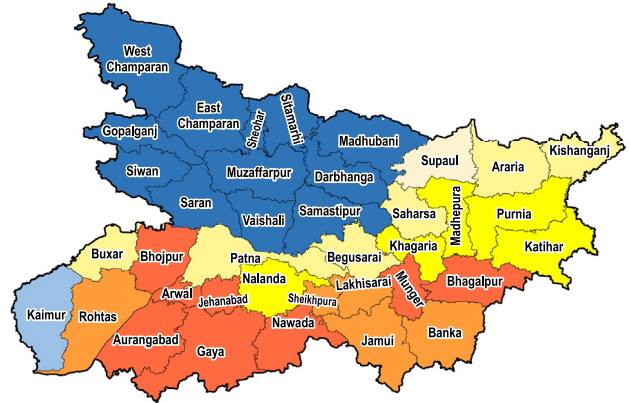 West
Champaran
East
Champaran
Sheohar
Sitamarhi
Gopalganj
Madhubani
Kishanganj
Supaul
Araria
Siwan
Muzaffarpur
Darbhanga
Saran
Vaishali
Samastipur
Saharsa
Madhepura
Purnia
Khagaria
Katihar
Buxar
Bhojpur
Patna
Begusarai
Nalanda
Lakhisarai
Munger
Bhagalpur
Arwal
Jehanabad
Sheikhpura
Kaimur
Rohtas
Nawada
Aurangabad
Gaya
Jamui
Banka